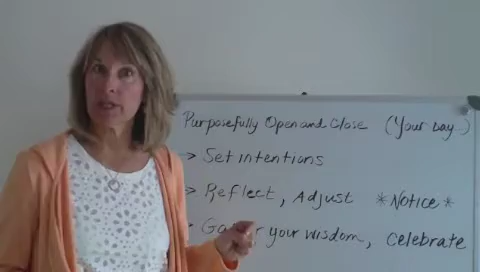 Purposefully Open and Close (Your Day)
→ Set intentions
→ Reflect, Adjust *Notice*
→ your wisdom, Celebrate